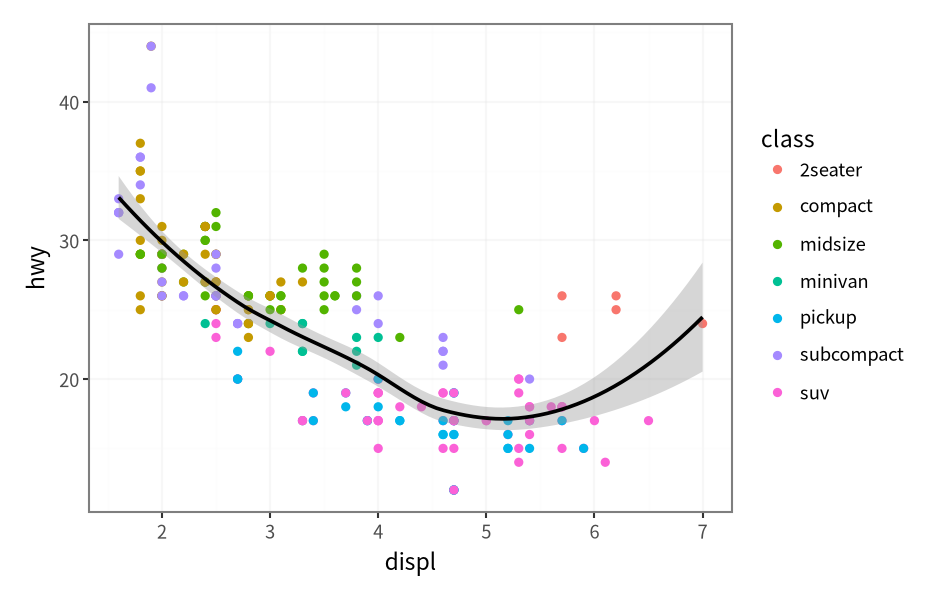 hwy
40
30
20
2 3 4 5 6 7
displ
class
2seater
compact
midsize
minivan
pickup
subcompact
suv